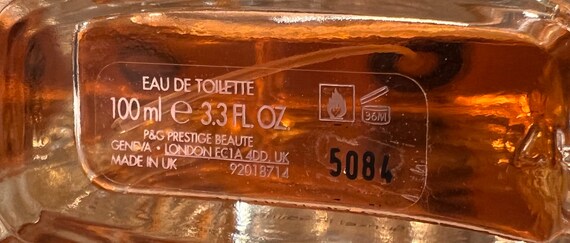 EAU DE TOILETTE
100 ml e 3.3 FL. OZ.
P&G PRESTIGE BEAUTE
GENEVA • LONDON EC1A 4DD, UK
MADE IN UK
92018714
36M
5084